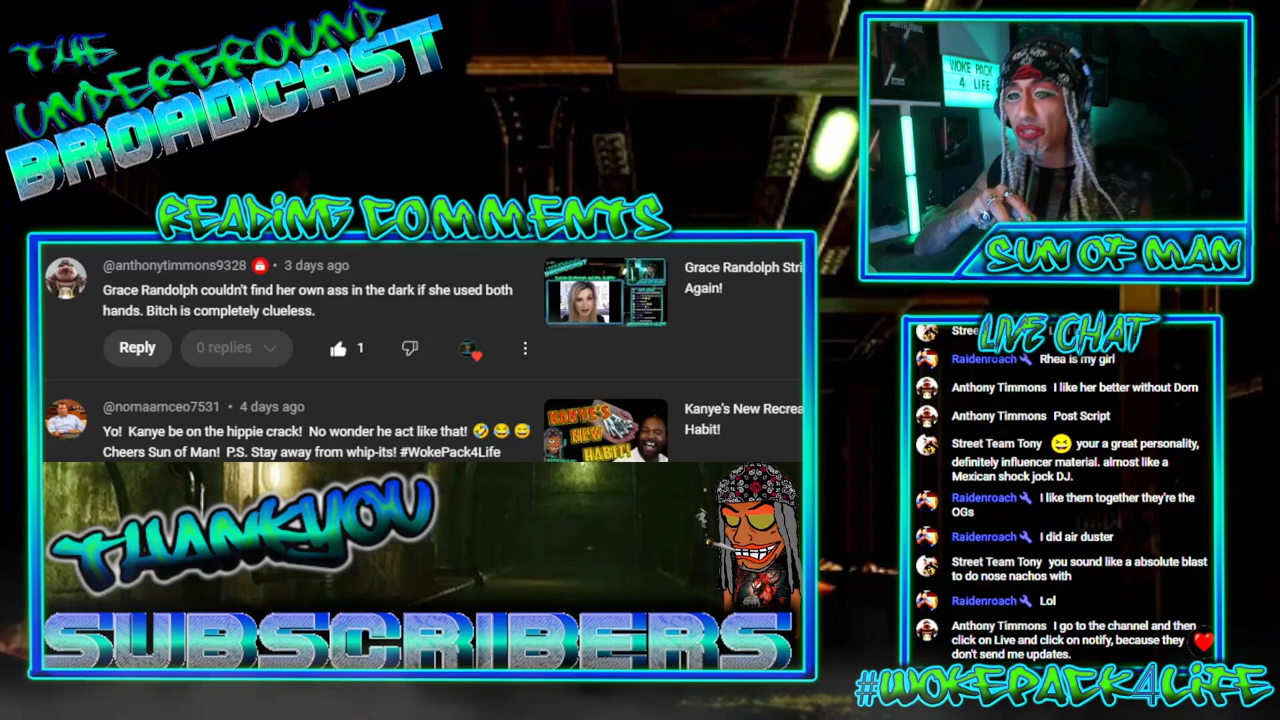 THE
UNDERGROUND
BROADCAST
READING COMMENTS
@anthonytimmons9328 • 3 days ago
Grace Randolph couldn't find her own ass in the dark if she used both
hands. Bitch is completely clueless.
Reply
0 replies
1
Grace Randolph Stri
Again!
@nomaamceo7531 • 4 days ago
Yo! Kanye be on the hippie crack! No wonder he act like that! 🤣 😂 😅
Cheers Sun of Man! P.S. Stay away from whip-its! #WokePack4Life
KANYE'S
NEW
HABIT!
Kanye's New Recrea
Habit!
THANKYOU
SUBSCRIBERS
WOKE PACK
4 LIFE
SUN OF MAN
LIVE CHAT
Stree
Raidenroach Rhea is my girl
Anthony Timmons I like her better without Dom
Anthony Timmons Post Script
Street Team Tony 😆 your a great personality,
definitely influencer material. almost like a
Mexican shock jock DJ.
Raidenroach I like them together they're the
OGs
Raidenroach I did air duster
Street Team Tony you sound like a absolute blast
to do nose nachos with
Raidenroach Lol
Anthony Timmons I go to the channel and then
click on Live and click on notify, because they
don't send me updates.
#WOKEPACK4LIFE